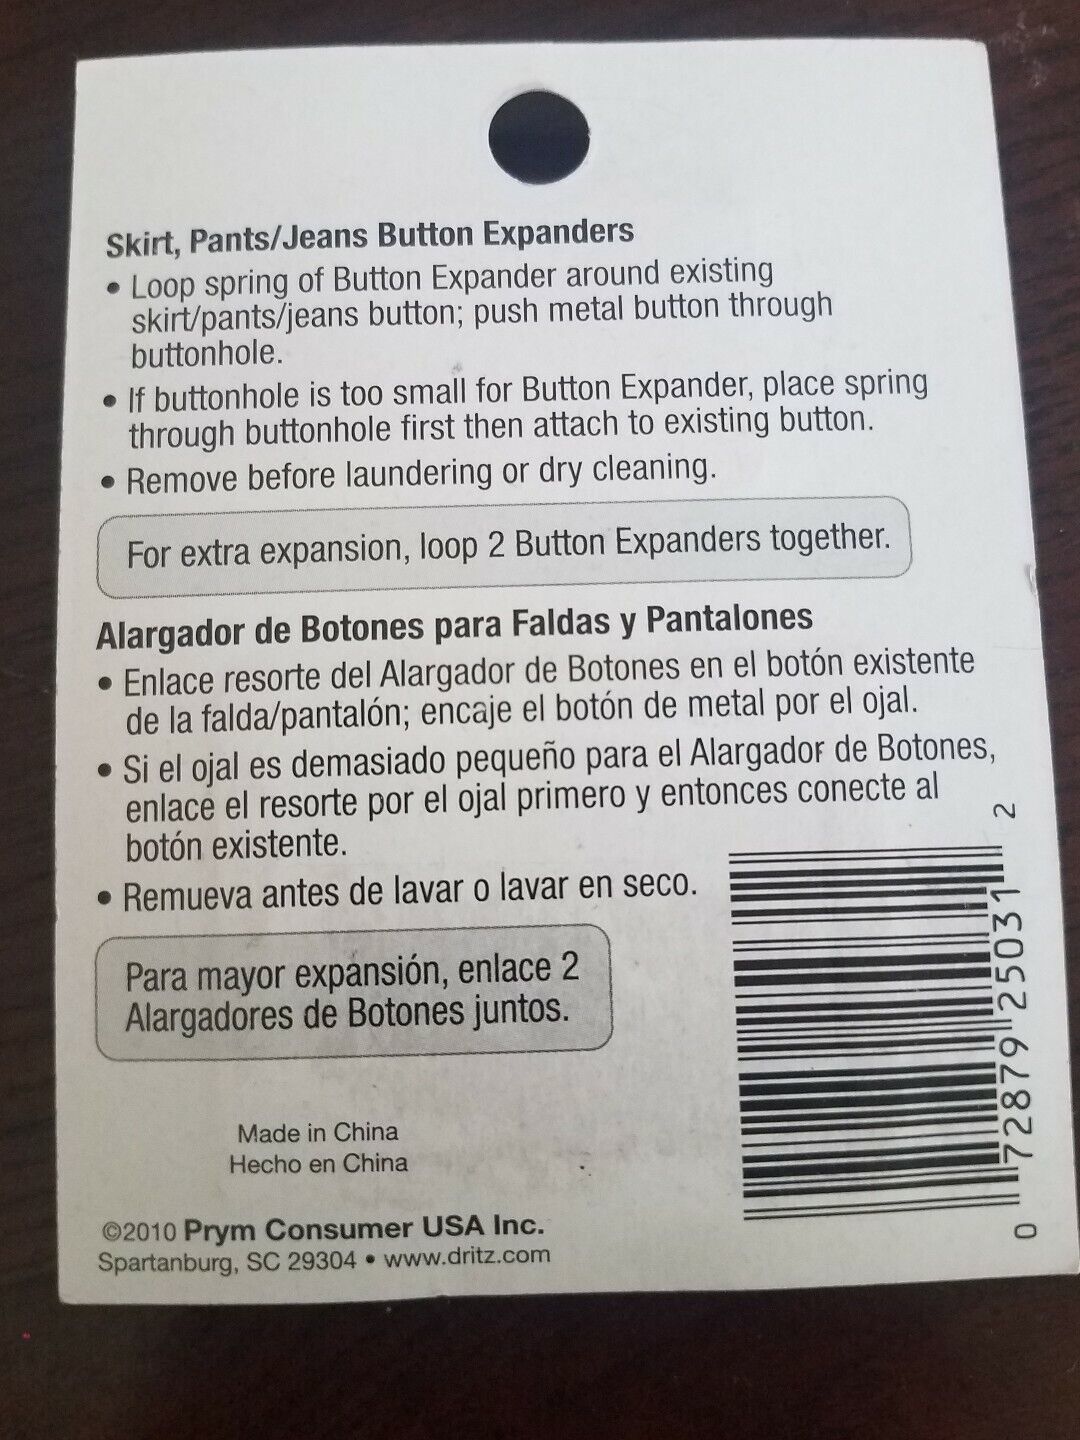 Skirt, Pants/Jeans Button Expanders
• Loop spring of Button Expander around existing
skirt/pants/jeans button; push metal button through
buttonhole.
• If buttonhole is too small for Button Expander, place spring
through buttonhole first then attach to existing button.
• Remove before laundering or dry cleaning.
For extra expansion, loop 2 Button Expanders together.
Alargador de Botones para Faldas y Pantalones
• Enlace resorte del Alargador de Botones en el botón existente
de la falda/pantalón; encaje el botón de metal por el ojal.
• Si el ojal es demasiado pequeño para el Alargador de Botones,
enlace el resorte por el ojal primero y entonces conecte al
botón existente.
• Remueva antes de lavar o lavar en seco.
Para mayor expansión, enlace 2
Alargadores de Botones juntos.
Made in China
Hecho en China
©2010 Prym Consumer USA Inc.
Spartanburg, SC 29304 • www.dritz.com
0 72879 25031 2